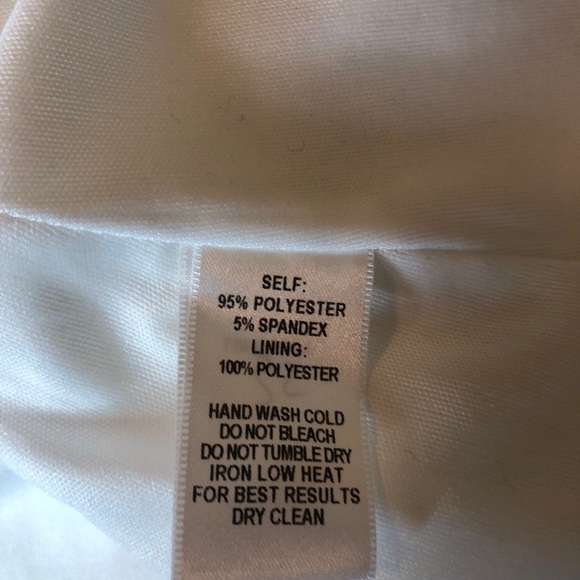 SELF:
95% POLYESTER
5% SPANDEX
LINING:
100% POLYESTER
HAND WASH COLD
DO NOT BLEACH
DO NOT TUMBLE DRY
IRON LOW HEAT
FOR BEST RESULTS
DRY CLEAN